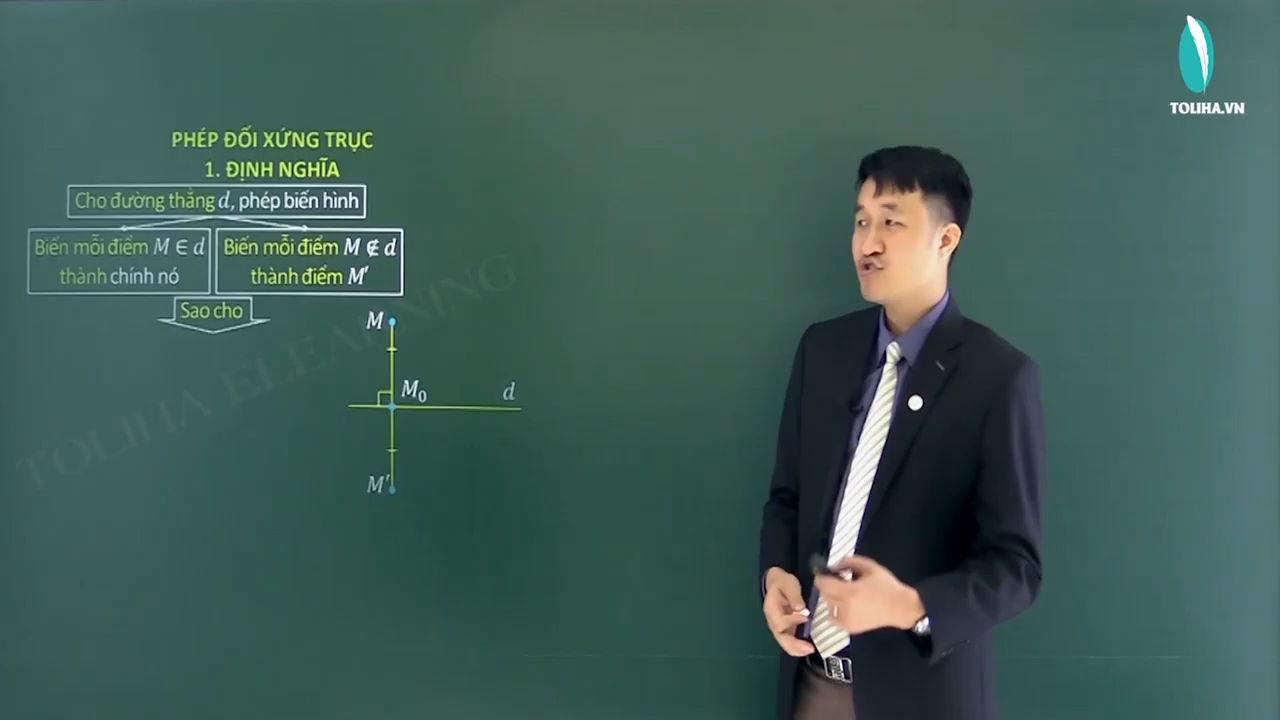 TOLIHA.VN
PHÉP ĐỐI XỨNG TRỤC
1. ĐỊNH NGHĨA
Cho đường thẳng d, phép biến hình
Biến mỗi điểm M ∈ d
thành chính nó
Biến mỗi điểm M ∉ d
thành điểm M'
Sao cho
M
M₀
d
M'
TOLIHA ELEARNING